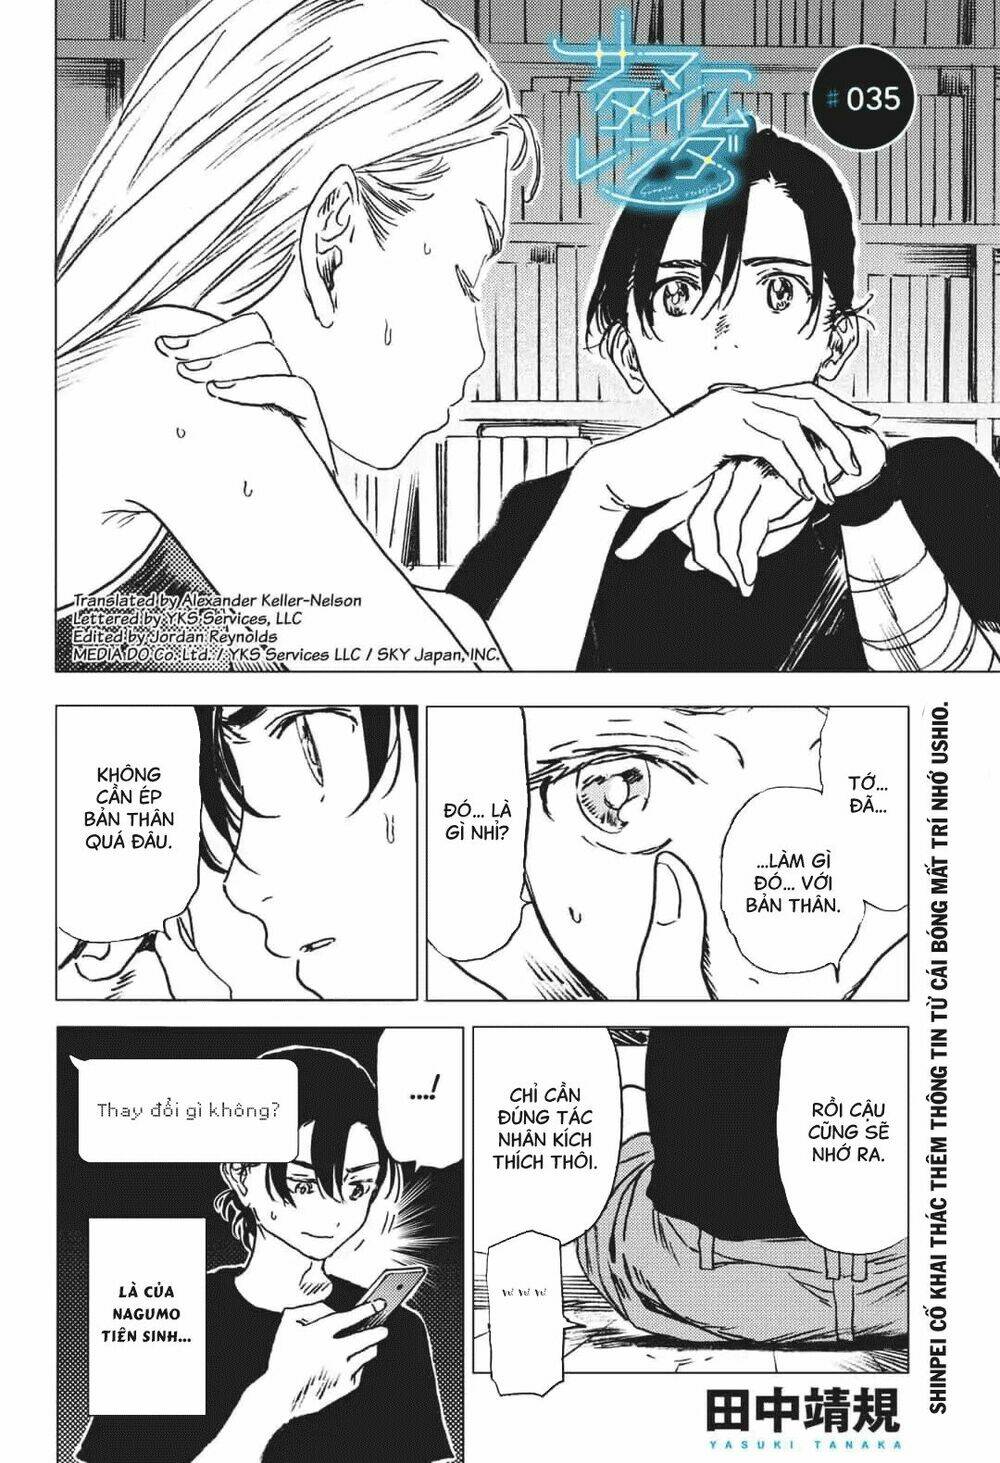 サマータイムレンダ
Summer time rendering
#035
Translated by Alexander Keller-Nelson
Lettered by YKS Services, LLC
Edited by Jordan Reynolds
MEDIA DO Co. Ltd. / YKS Services LLC / SKY Japan, INC.
SHINPEI CỐ KHAI THÁC THÊM THÔNG TIN TỪ CÁI BÓNG MẤT TRÍ NHỚ USHIO.
TỚ...
ĐÃ...
...LÀM GÌ
ĐÓ... VỚI
BẢN THÂN.
ĐÓ... LÀ
GÌ NHỈ?
KHÔNG
CẦN ÉP
BẢN THÂN
QUÁ ĐÂU.
RỒI CẬU
CŨNG SẼ
NHỚ RA.
CHỈ CẦN
ĐÚNG TÁC
NHÂN KÍCH
THÍCH THÔI.
....!
Thay đổi gì không?
LÀ CỦA
NAGUMO
TIÊN SINH...
田中靖規
YASUKI TANAKA